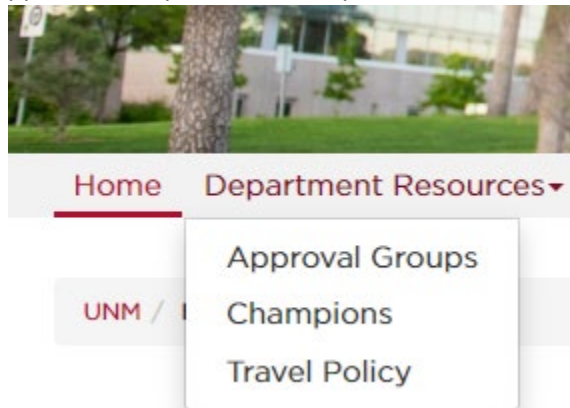 Home Department Resources
Approval Groups
UNM /
Champions
Travel Policy